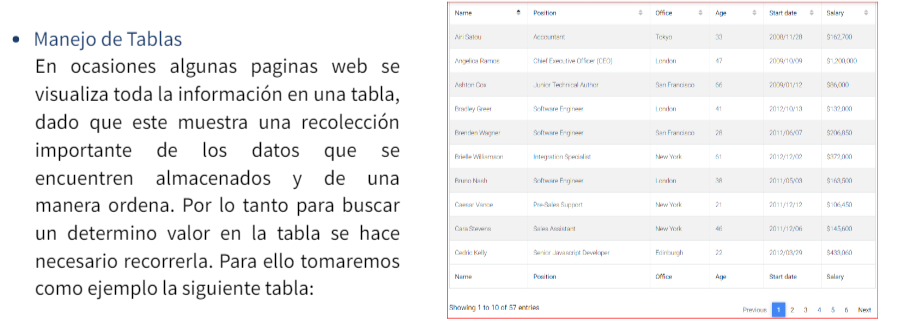 • Manejo de Tablas
En ocasiones algunas paginas web se
visualiza toda la información en una tabla,
dado que este muestra una recolección
importante de los datos que se
encuentren almacenados y de una
manera ordena. Por lo tanto para buscar
un determino valor en la tabla se hace
necesario recorrerla. Para ello tomaremos
como ejemplo la siguiente tabla:
Name Position Office Age Start date Salary
Airi Satou Accountant Tokyo 33 2008/11/28 $162,700
Angelica Ramos Chief Executive Officer (CEO) London 47 2009/10/09 $1,200,000
Ashton Cox Junior Technical Author San Francisco 66 2009/01/12 $86,000
Bradley Greer Software Engineer London 41 2012/10/13 $132,000
Brenden Wagner Software Engineer San Francisco 28 2011/06/07 $206,850
Brielle Williamson Integration Specialist New York 61 2012/12/02 $372,000
Bruno Nash Software Engineer London 38 2011/05/03 $163,500
Caesar Vance Pre-Sales Support New York 21 2011/12/12 $106,450
Cara Stevens Sales Assistant New York 46 2011/12/06 $145,600
Cedric Kelly Senior Javascript Developer Edinburgh 22 2012/03/29 $433,060
Name Position Office Age Start date Salary
Showing 1 to 10 of 57 entries
Previous 1 2 3 4 5 6 Next